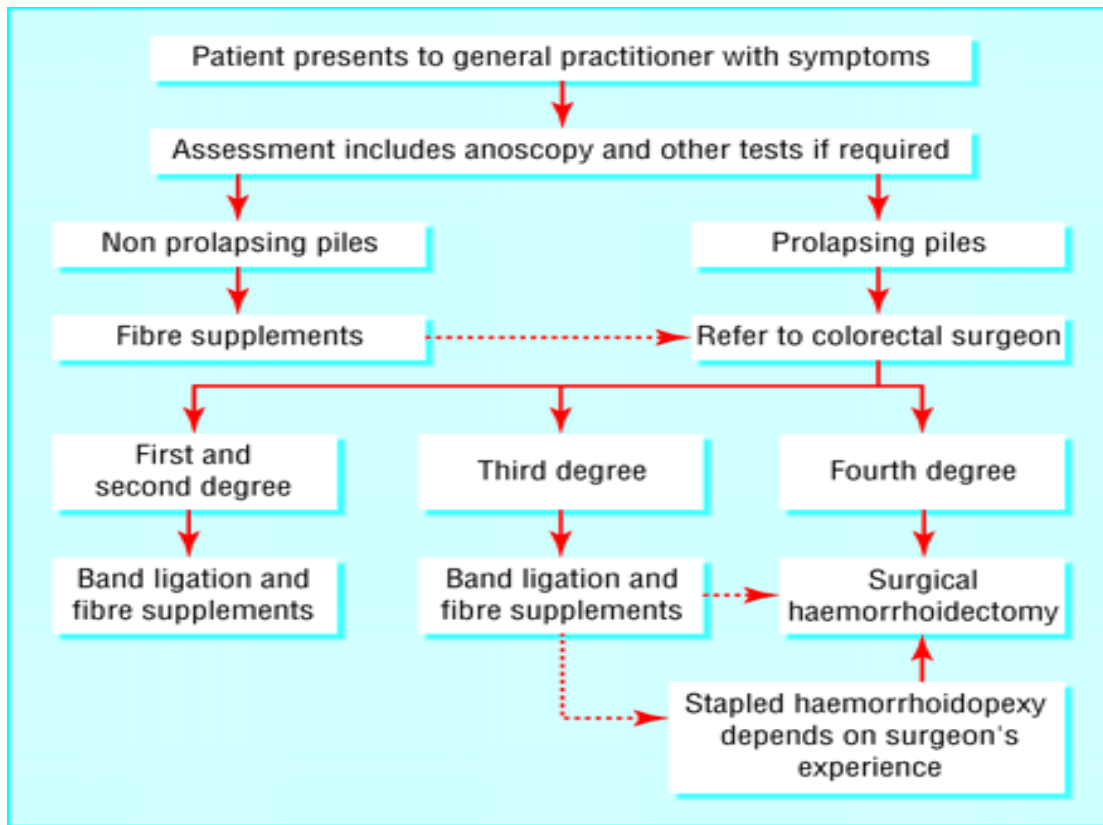 Patient presents to general practitioner with symptoms
Assessment includes anoscopy and other tests if required
Non prolapsing piles
Prolapsing piles
Fibre supplements
Refer to colorectal surgeon
First and
second degree
Third degree
Fourth degree
Band ligation and
fibre supplements
Band ligation and
fibre supplements
Surgical
haemorrhoidectomy
Stapled haemorrhoidopexy
depends on surgeon's
experience